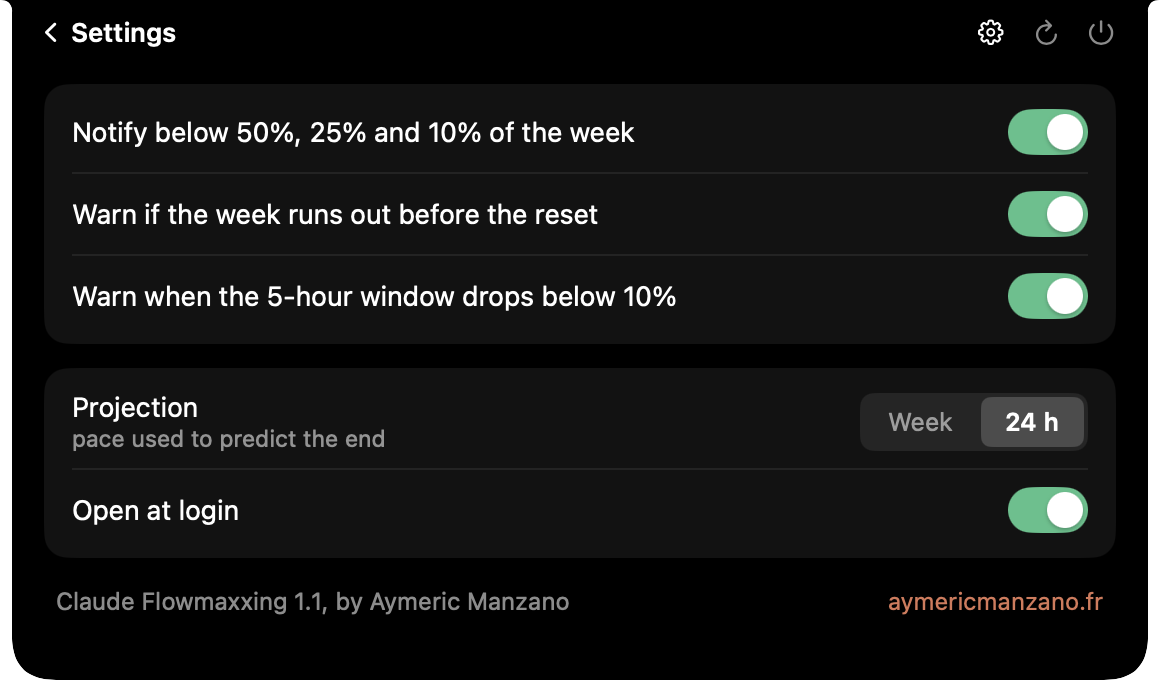 Settings
Notify below 50%, 25% and 10% of the week
Warn if the week runs out before the reset
Warn when the 5-hour window drops below 10%
Projection
pace used to predict the end
Week
24 h
Open at login
Claude Flowmaxxing 1.1, by Aymeric Manzano
aymericmanzano.fr